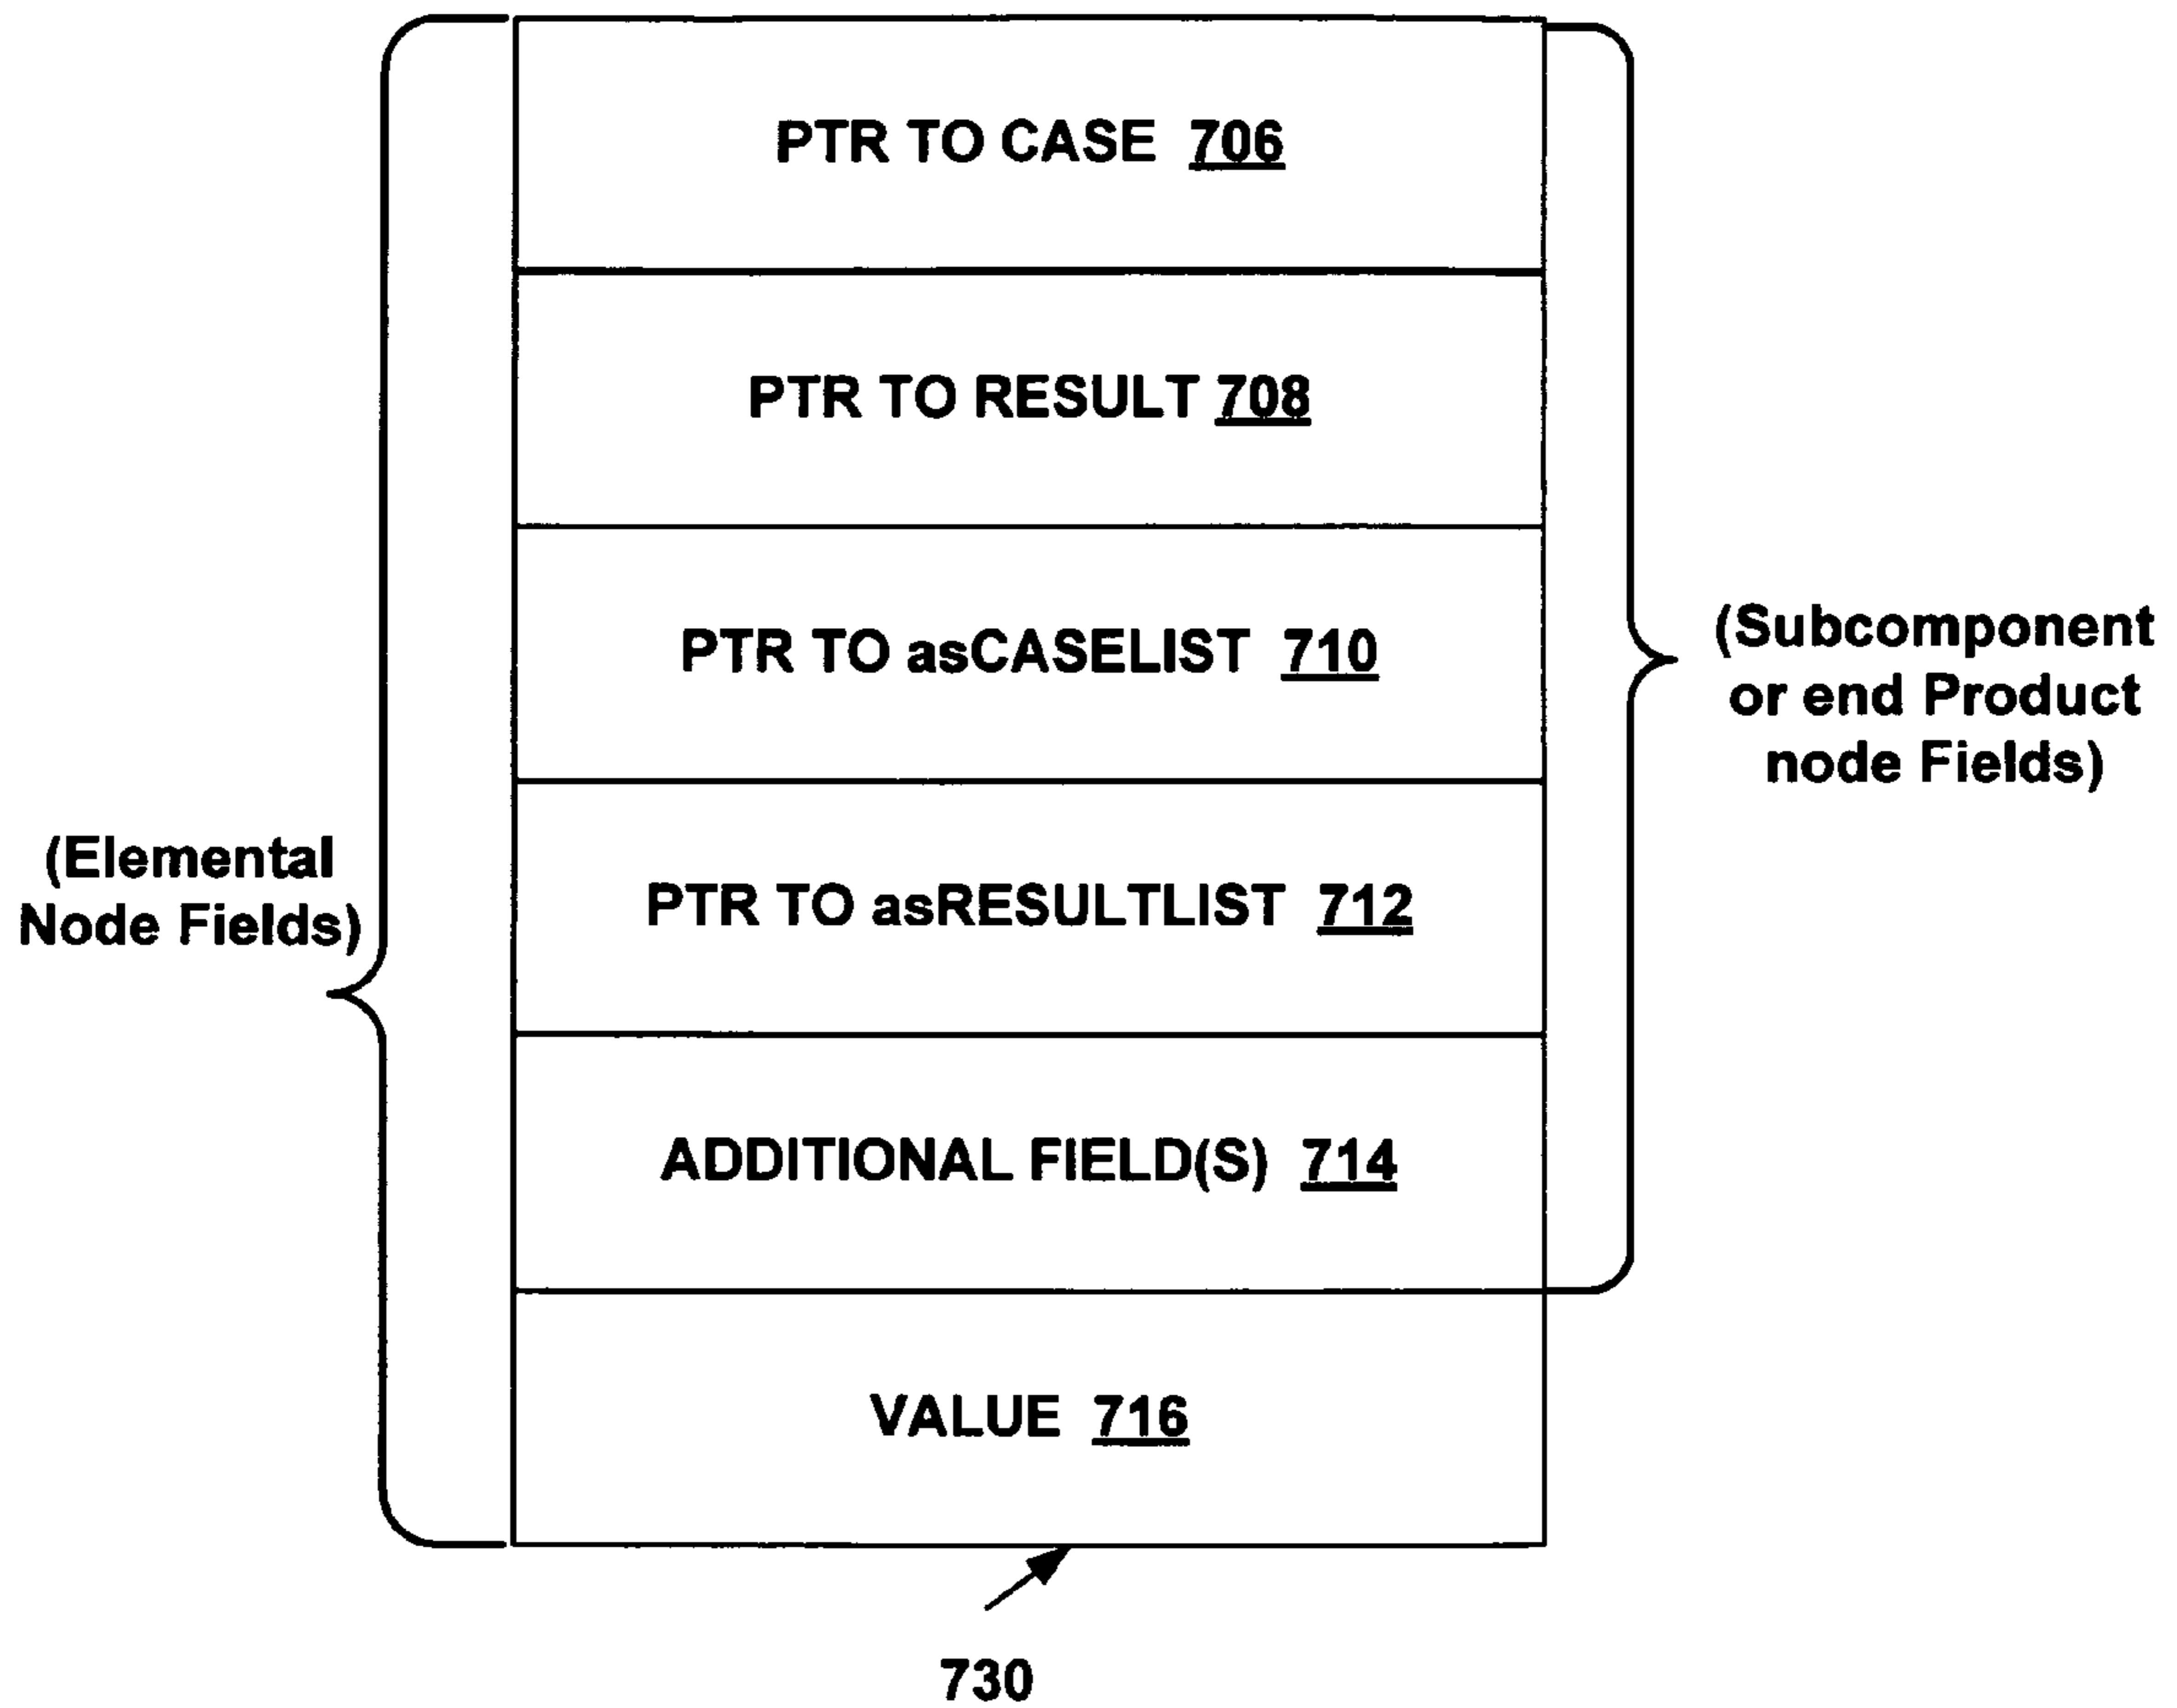 PTR TO CASE 706
PTR TO RESULT 708
PTR TO asCASELIST 710
(Subcomponent
or end Product
node Fields)
PTR TO asRESULTLIST 712
(Elemental
Node Fields)
ADDITIONAL FIELD(S) 714
VALUE 716
730